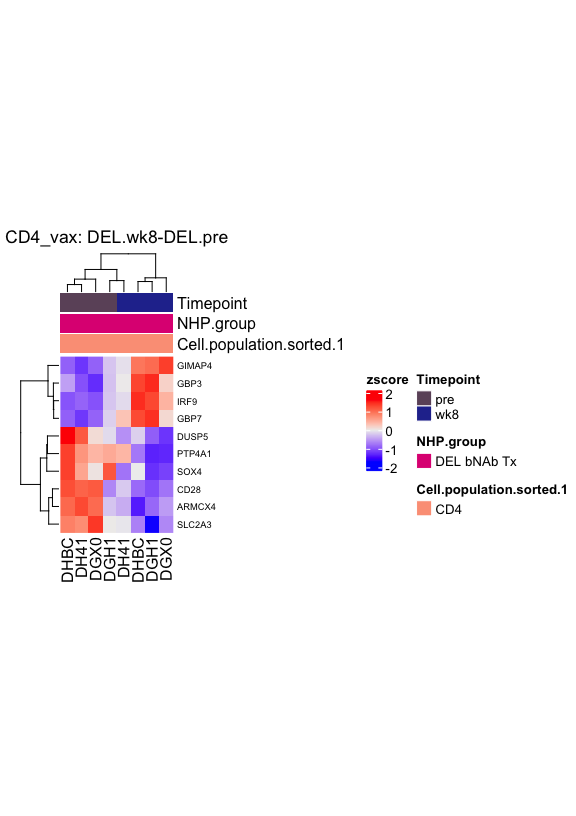 CD4_vax: DEL.wk8-DEL.pre
Timepoint
NHP.group
Cell.population.sorted.1
GIMAP4
GBP3
IRF9
GBP7
DUSP5
PTP4A1
SOX4
CD28
ARMCX4
SLC2A3
DHBC
DH41
DGX0
DGH1
DH41
DHBC
DGH1
DGX0
zscore
2
1
0
-1
-2
Timepoint
pre
wk8
NHP.group
DEL bNAb Tx
Cell.population.sorted.1
CD4